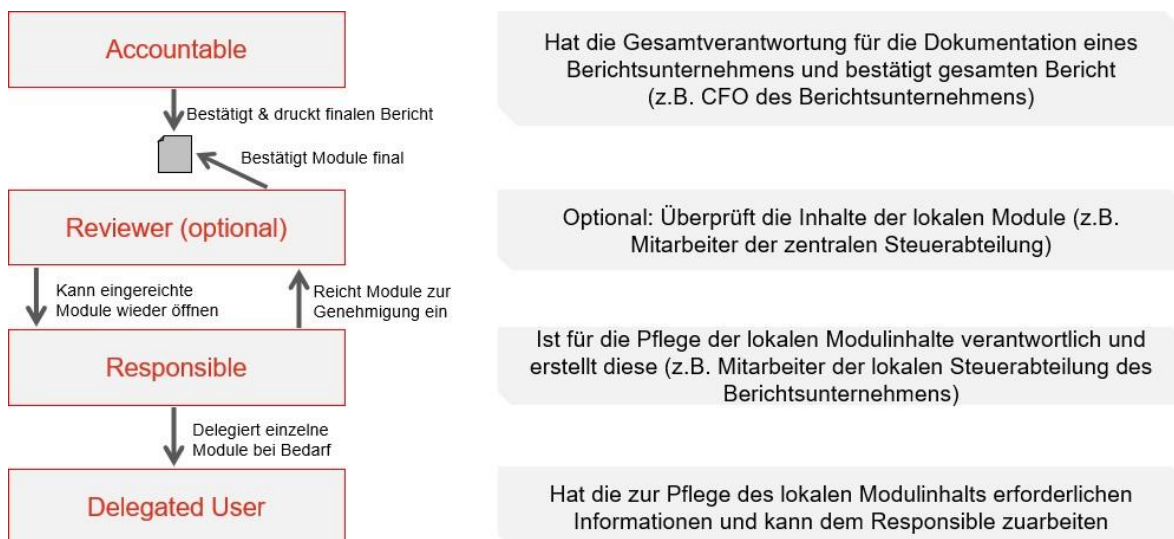 Accountable
Hat die Gesamtverantwortung für die Dokumentation eines
Berichtsunternehmens und bestätigt gesamten Bericht
(z.B. CFO des Berichtsunternehmens)
Bestätigt & druckt finalen Bericht
Bestätigt Module final
Reviewer (optional)
Optional: Überprüft die Inhalte der lokalen Module (z.B.
Mitarbeiter der zentralen Steuerabteilung)
Kann eingereichte
Module wieder öffnen
Reicht Module zur
Genehmigung ein
Responsible
Ist für die Pflege der lokalen Modulinhalte verantwortlich und
erstellt diese (z.B. Mitarbeiter der lokalen Steuerabteilung des
Berichtsunternehmens)
Delegiert einzelne
Module bei Bedarf
Delegated User
Hat die zur Pflege des lokalen Modulinhalts erforderlichen
Informationen und kann dem Responsible zuarbeiten